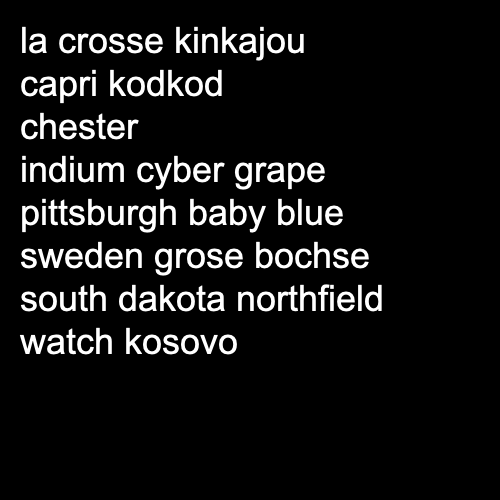 la crosse kinkajou
capri kodkod
chester
indium cyber grape
pittsburgh baby blue
sweden grose bochse
south dakota northfield
watch kosovo